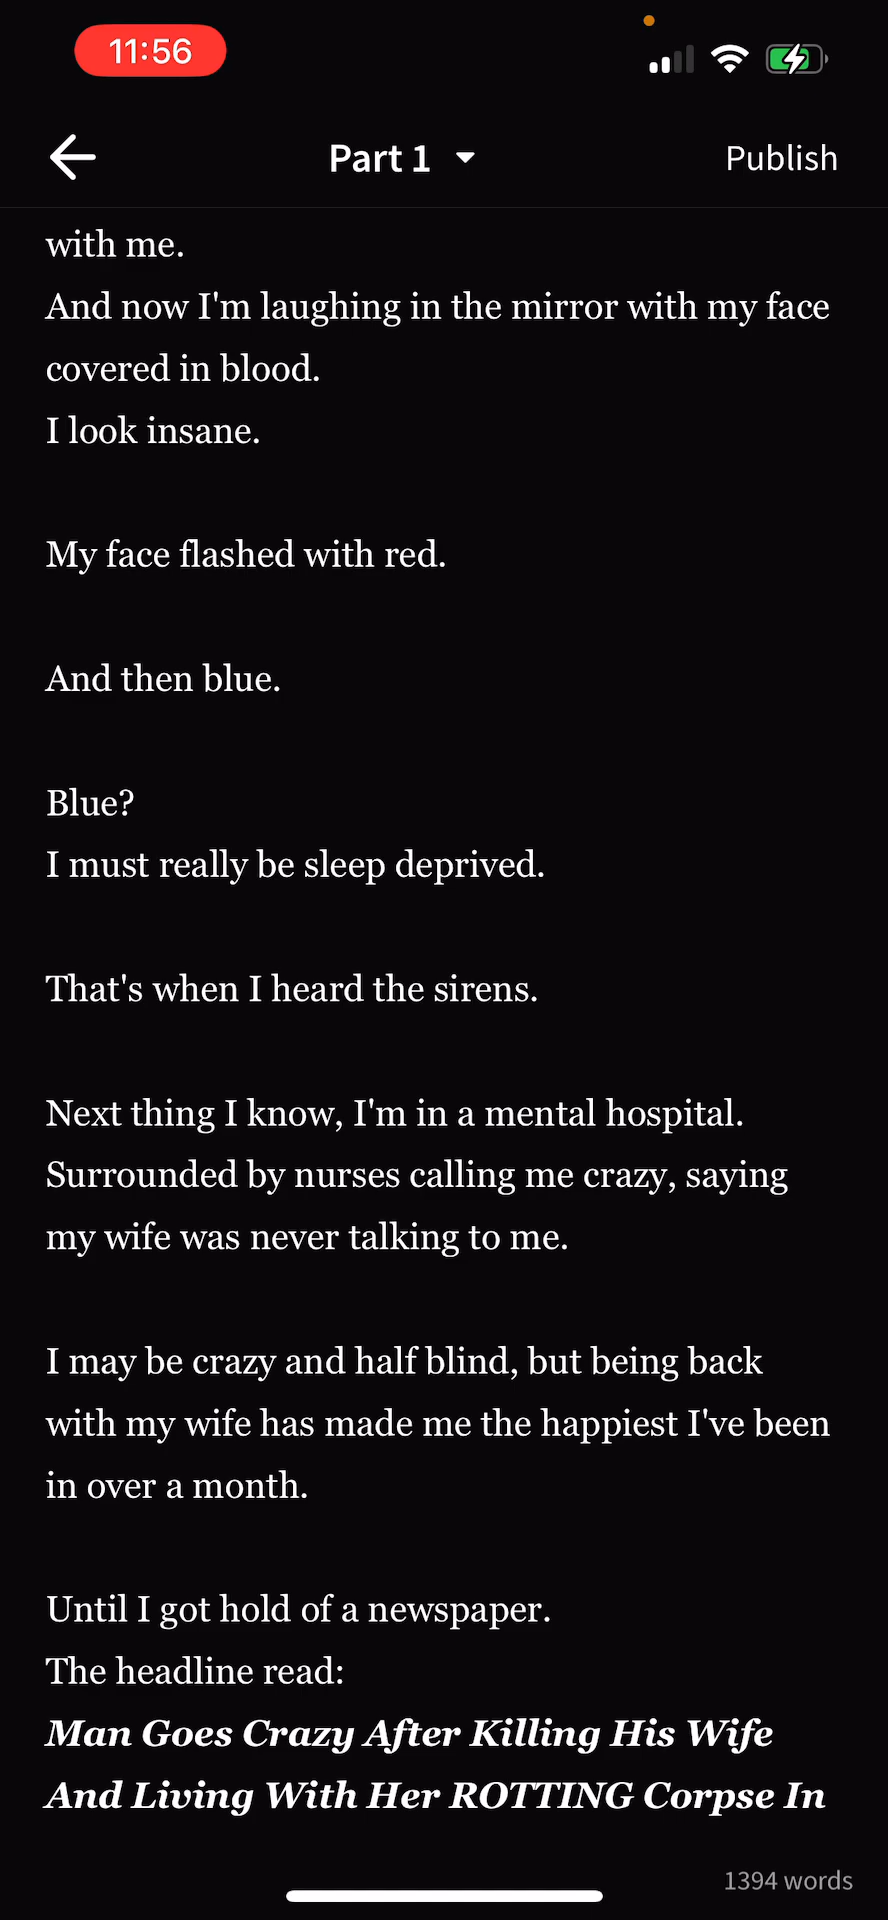 11:56
Part 1
Publish
with me.
And now I'm laughing in the mirror with my face
covered in blood.
I look insane.
My face flashed with red.
And then blue.
Blue?
I must really be sleep deprived.
That's when I heard the sirens.
Next thing I know, I'm in a mental hospital.
Surrounded by nurses calling me crazy, saying
my wife was never talking to me.
I may be crazy and half blind, but being back
with my wife has made me the happiest I've been
in over a month.
Until I got hold of a newspaper.
The headline read:
Man Goes Crazy After Killing His Wife
And Living With Her ROTTING Corpse In
1394 words